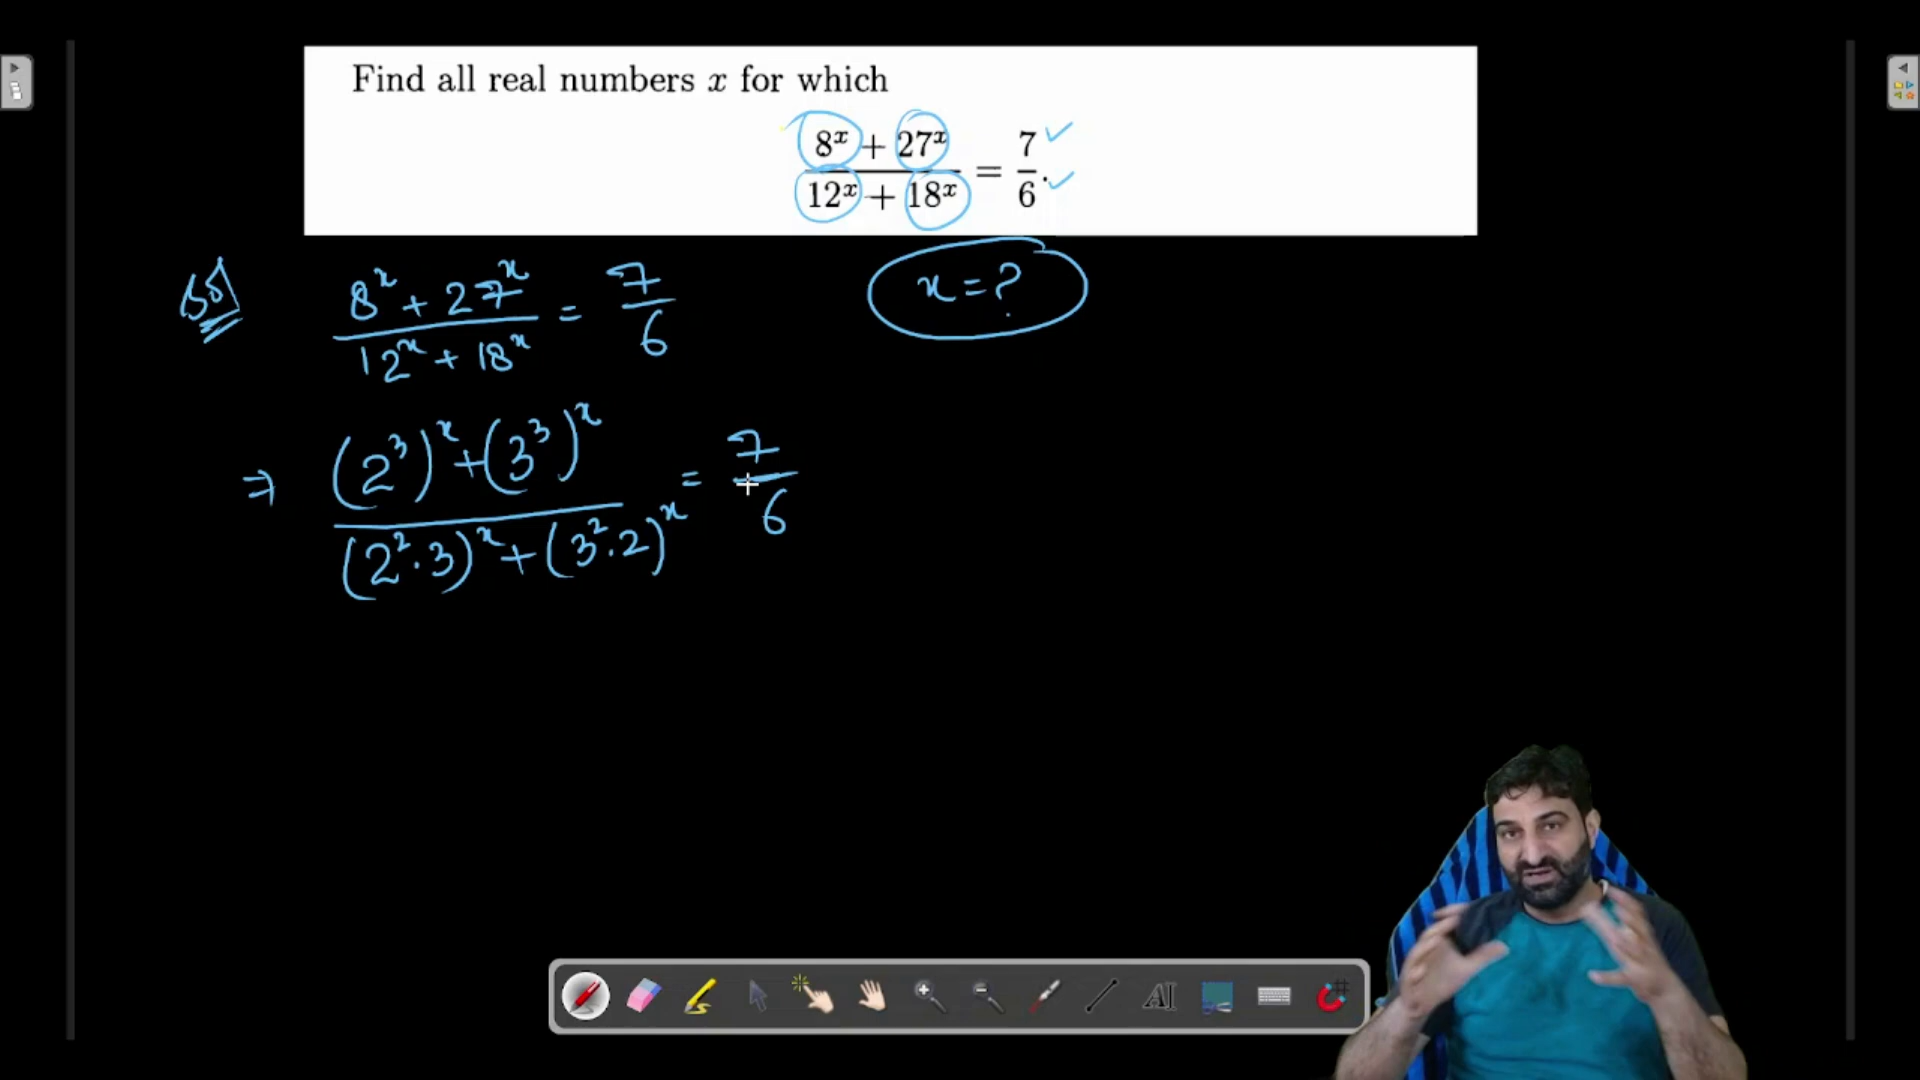 Find all real numbers x for which
8^x + 27^x / 12^x + 18^x = 7/6.
x = ?
8^x + 27^x / 12^x + 18^x = 7/6
⇒ (2^3)^x + (3^3)^x / (2^2·3)^x + (3^2·2)^x = 7/6
AI